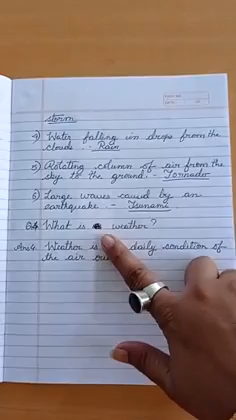 storm
4) Water falling in drops from the
clouds - Rain
5) Rotating column of air from the
sky to the ground. - Tornado
6) Large waves caused by an
earthquake - Tsunami
Q4. What is weather?
Ans4. Weather is daily condition of
the air